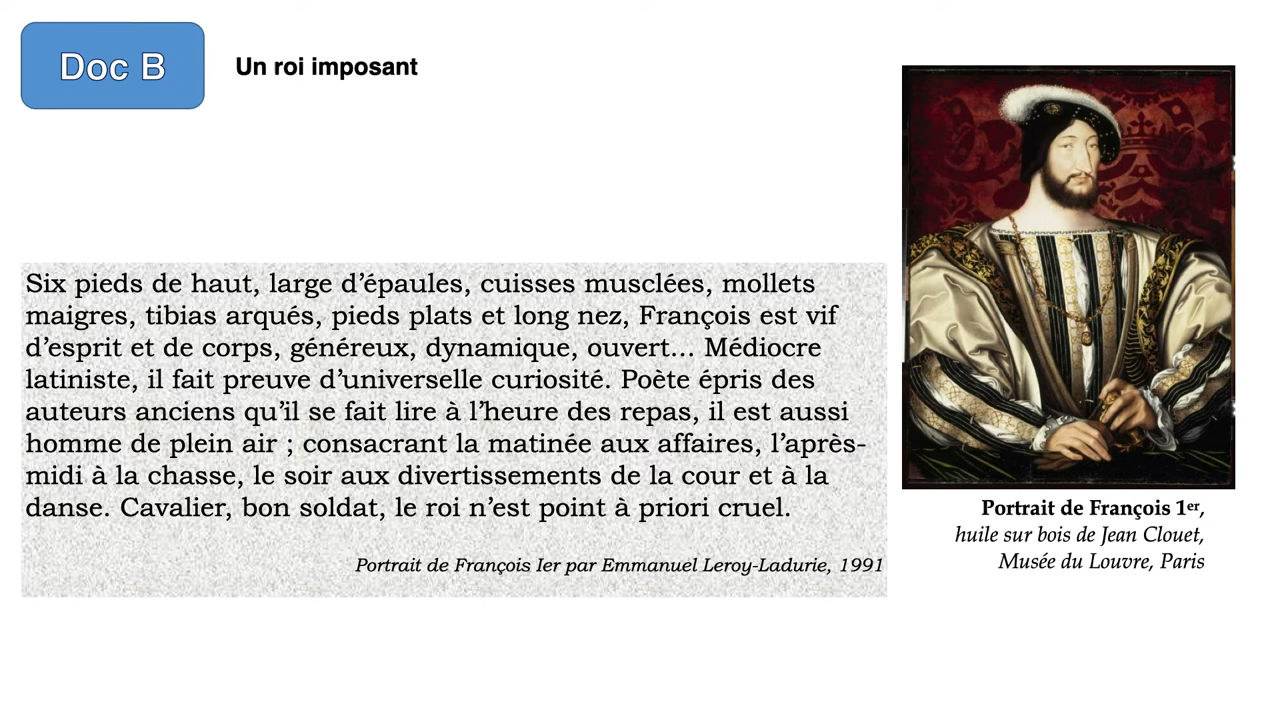 Doc B
Un roi imposant
Six pieds de haut, large d’épaules, cuisses musclées, mollets
maigres, tibias arqués, pieds plats et long nez, François est vif
d’esprit et de corps, généreux, dynamique, ouvert... Médiocre
latiniste, il fait preuve d’universelle curiosité. Poète épris des
auteurs anciens qu’il se fait lire à l’heure des repas, il est aussi
homme de plein air ; consacrant la matinée aux affaires, l’après-
midi à la chasse, le soir aux divertissements de la cour et à la
danse. Cavalier, bon soldat, le roi n’est point à priori cruel.
Portrait de François Ier par Emmanuel Leroy-Ladurie, 1991
Portrait de François 1er,
huile sur bois de Jean Clouet,
Musée du Louvre, Paris